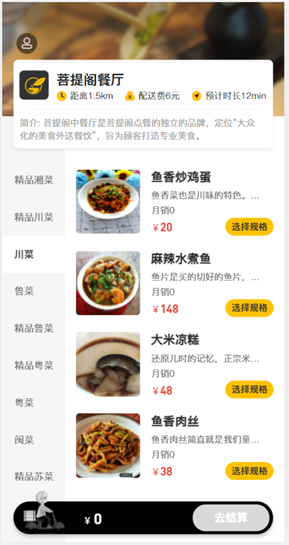 菩提阁餐厅
距离1.5km 配送费6元 预计时长12min
简介: 菩提阁中餐厅是菩提阁点餐的独立的品牌，定位“大众
化的美食外送餐饮”，旨为顾客打造专业美食。
精品湘菜
精品川菜
川菜
鲁菜
精品鲁菜
精品粤菜
粤菜
闽菜
精品苏菜
鱼香炒鸡蛋
鱼香菜也是川味的特色。...
月销0
¥20 选择规格
麻辣水煮鱼
鱼片是买的切好的鱼片，...
月销0
¥148 选择规格
大米凉糕
还原儿时的记忆，正宗米...
月销0
¥48 选择规格
鱼香肉丝
鱼香肉丝简直就是我们童...
月销0
¥38 选择规格
¥ 0 去结算